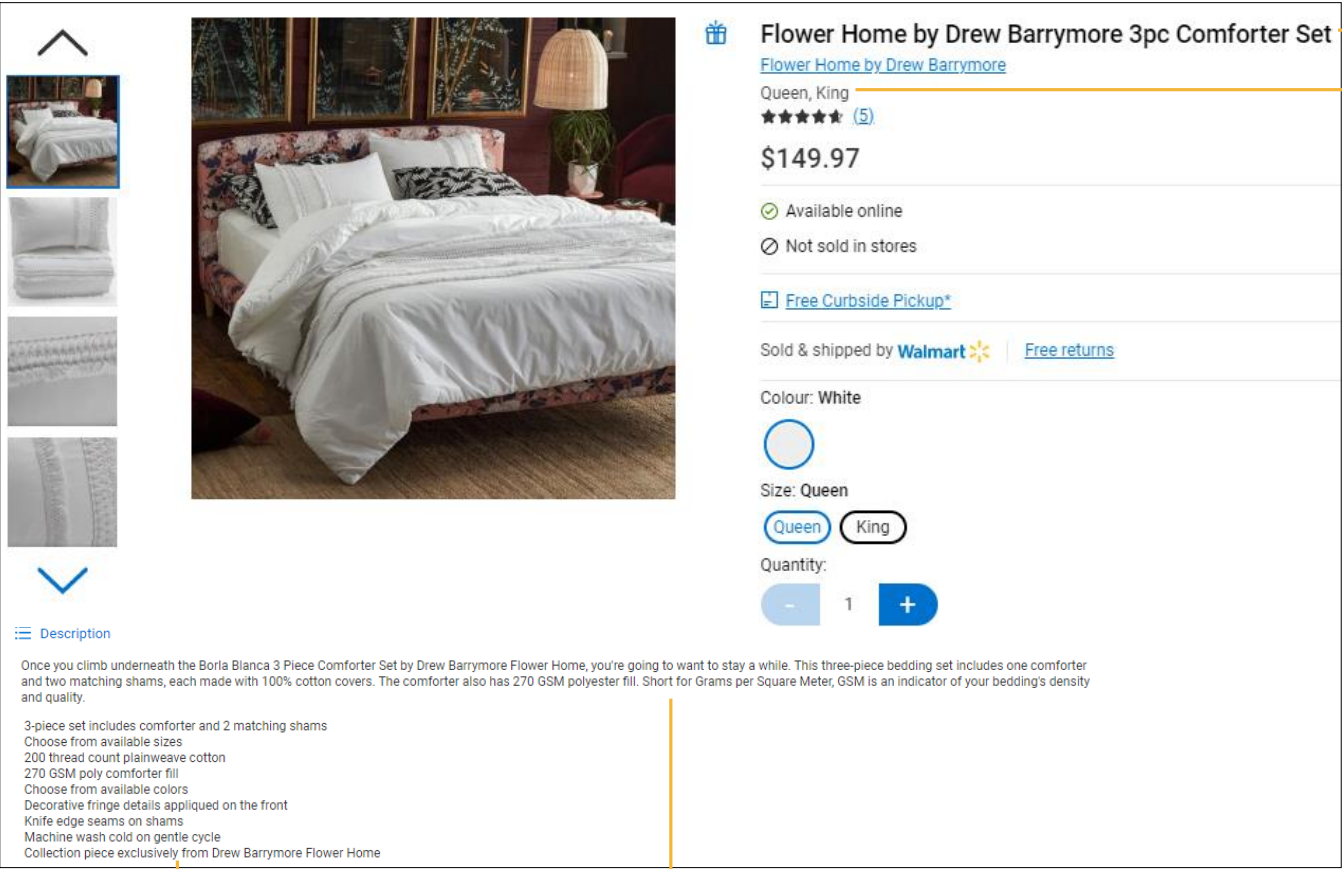 Flower Home by Drew Barrymore 3pc Comforter Set
Flower Home by Drew Barrymore
Queen, King
(5)
$149.97
Available online
Not sold in stores
Free Curbside Pickup*
Sold & shipped by Walmart Free returns
Colour: White
Size: Queen
Queen King
Quantity:
- 1 +
Description
Once you climb underneath the Borla Blanca 3 Piece Comforter Set by Drew Barrymore Flower Home, you're going to want to stay a while. This three-piece bedding set includes one comforter
and two matching shams, each made with 100% cotton covers. The comforter also has 270 GSM polyester fill. Short for Grams per Square Meter, GSM is an indicator of your bedding's density
and quality.
3-piece set includes comforter and 2 matching shams
Choose from available sizes
200 thread count plainweave cotton
270 GSM poly comforter fill
Choose from available colors
Decorative fringe details appliqued on the front
Knife edge seams on shams
Machine wash cold on gentle cycle
Collection piece exclusively from Drew Barrymore Flower Home